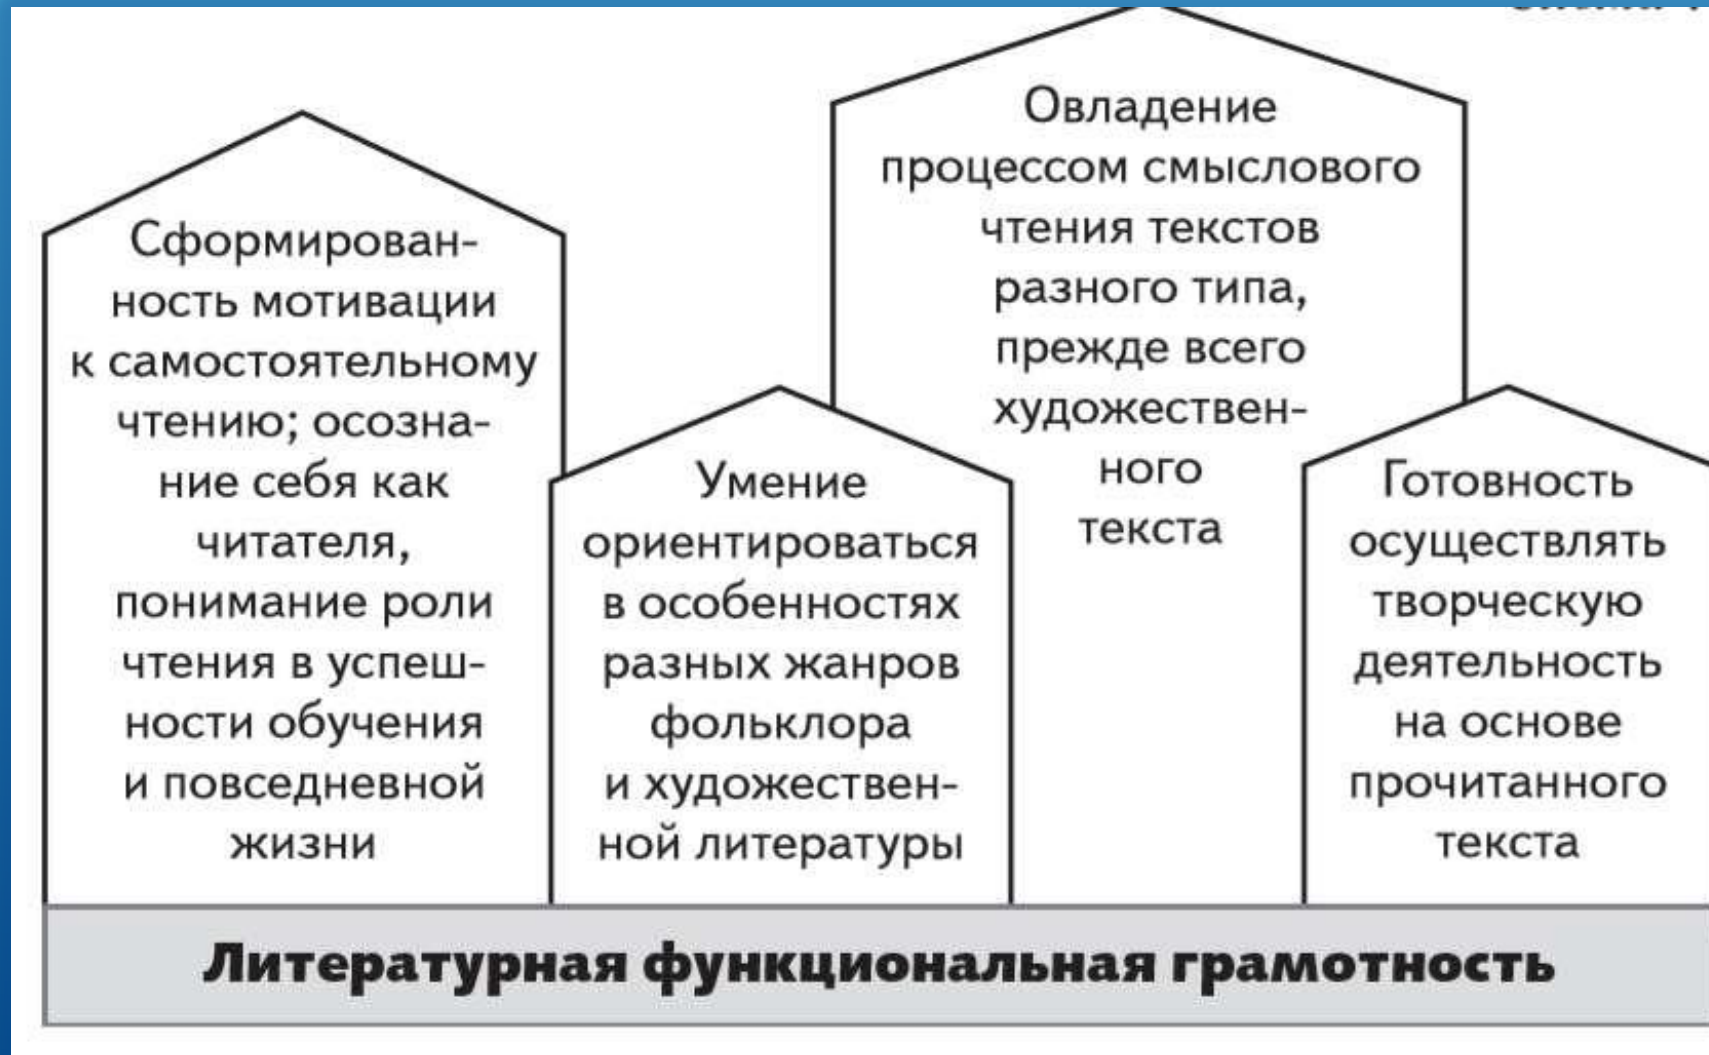 Сформирован-
ность мотивации
к самостоятельному
чтению; осозна-
ние себя как
читателя,
понимание роли
чтения в успеш-
ности обучения
и повседневной
жизни
Умение
ориентироваться
в особенностях
разных жанров
фольклора
и художествен-
ной литературы
Овладение
процессом смыслового
чтения текстов
разного типа,
прежде всего
художествен-
ного
текста
Готовность
осуществлять
творческую
деятельность
на основе
прочитанного
текста
Литературная функциональная грамотность